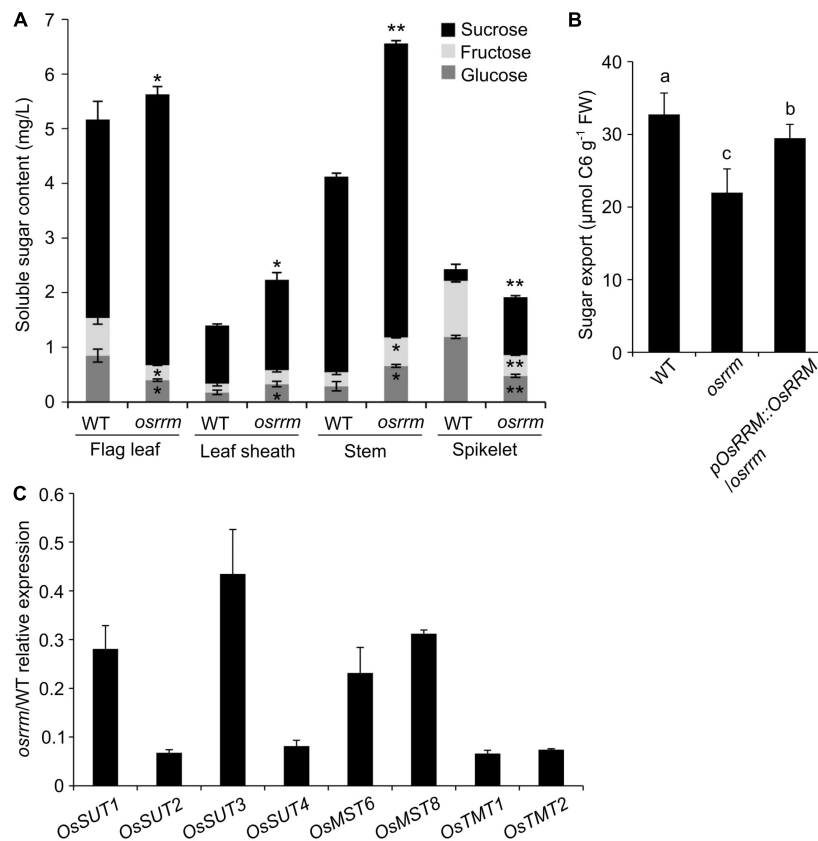 A
Soluble sugar content (mg/L)
7
6
5
4
3
2
1
0
Sucrose
Fructose
Glucose
*
*
*
*
*
**
*
*
**
**
**
WT osrrm WT osrrm WT osrrm WT osrrm
Flag leaf Leaf sheath Stem Spikelet
B
Sugar export (µmol C6 g-1 FW)
40
30
20
10
0
a
c
b
WT
osrrm
pOsRRM::OsRRM
/osrrm
C
osrrm/WT relative expression
0.6
0.5
0.4
0.3
0.2
0.1
0
OsSUT1 OsSUT2 OsSUT3 OsSUT4 OsMST6 OsMST8 OsTMT1 OsTMT2